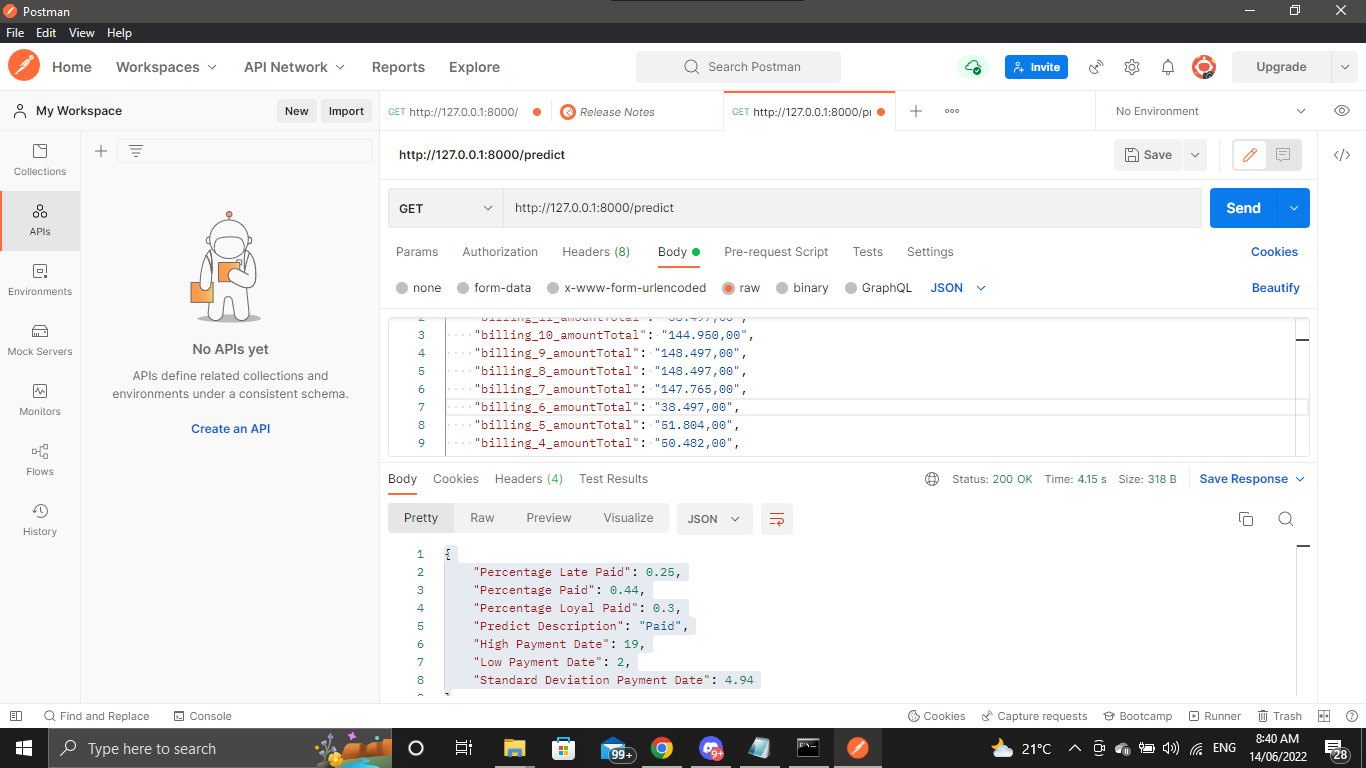 Postman
File Edit View Help
Home Workspaces API Network Reports Explore Search Postman Invite Upgrade
My Workspace New Import GET http://127.0.0.1:8000/ Release Notes GET http://127.0.0.1:8000/pr No Environment
http://127.0.0.1:8000/predict Save
GET http://127.0.0.1:8000/predict Send
Params Authorization Headers (8) Body Pre-request Script Tests Settings Cookies
none form-data x-www-form-urlencoded raw binary GraphQL JSON Beautify
2 "billing_11_amountTotal": "38.497,00",
3 "billing_10_amountTotal": "144.950,00",
4 "billing_9_amountTotal": "148.497,00",
5 "billing_8_amountTotal": "148.497,00",
6 "billing_7_amountTotal": "147.765,00",
7 "billing_6_amountTotal": "38.497,00",
8 "billing_5_amountTotal": "51.804,00",
9 "billing_4_amountTotal": "50.482,00",
Collections
APIs
Environments
Mock Servers
Monitors
Flows
History
No APIs yet
APIs define related collections and
environments under a consistent schema.
Create an API
Body Cookies Headers (4) Test Results Status: 200 OK Time: 4.15 s Size: 318 B Save Response
Pretty Raw Preview Visualize JSON
1 {
2 "Percentage Late Paid": 0.25,
3 "Percentage Paid": 0.44,
4 "Percentage Loyal Paid": 0.3,
5 "Predict Description": "Paid",
6 "High Payment Date": 19,
7 "Low Payment Date": 2,
8 "Standard Deviation Payment Date": 4.94
9 }
Find and Replace Console Cookies Capture requests Bootcamp Runner Trash
Type here to search 99+ 9+ 21°C ENG 8:40 AM
14/06/2022 28